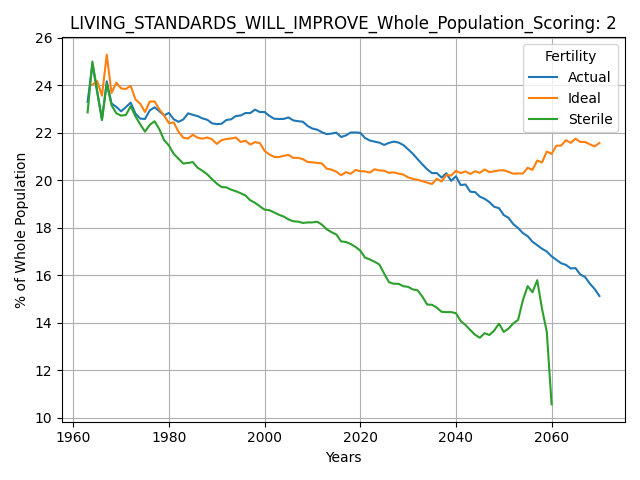 LIVING_STANDARDS_WILL_IMPROVE_Whole_Population_Scoring: 2
Fertility
Actual
Ideal
Sterile
% of Whole Population
26
24
22
20
18
16
14
12
10
1960
1980
2000
2020
2040
2060
Years